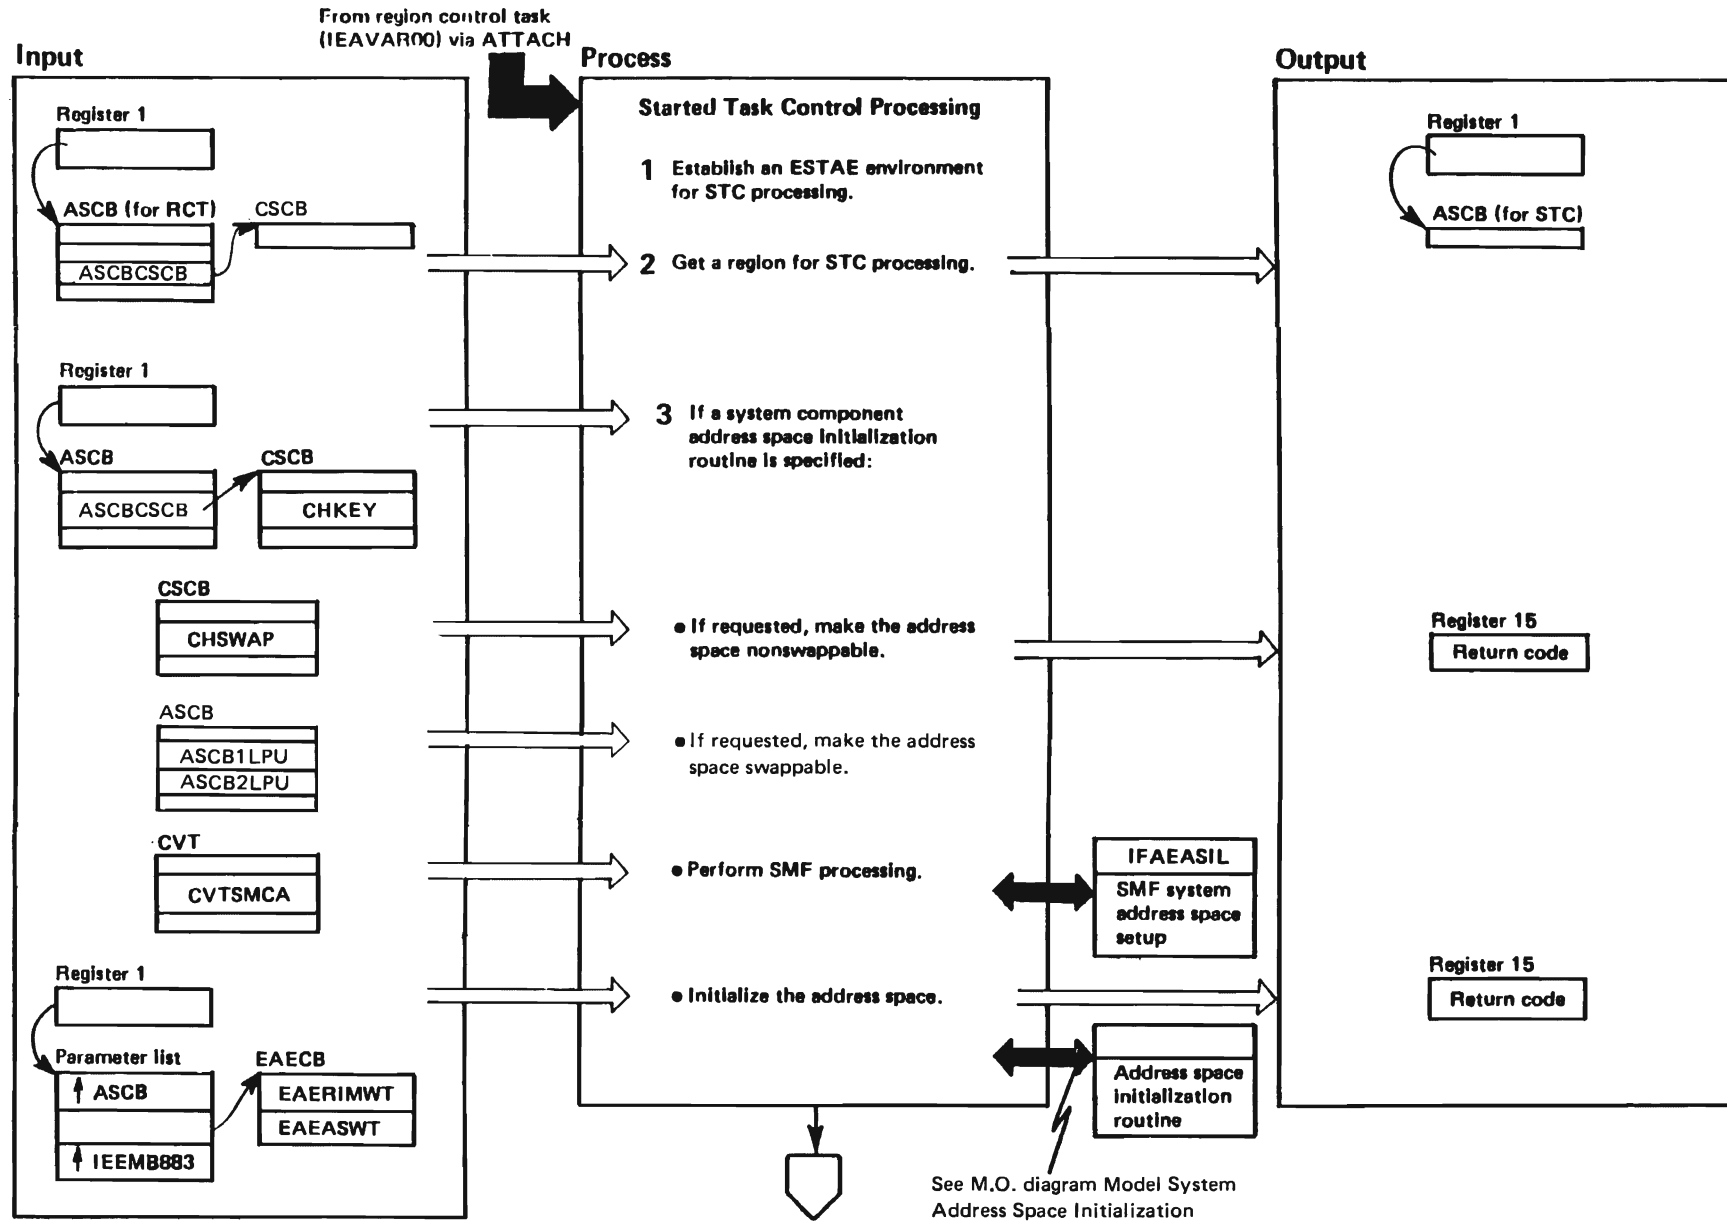 From region control task
(IEAVAR00) via ATTACH
Input
Process
Output
Register 1
ASCB (for RCT)
CSCB
ASCBCSCB
Register 1
ASCB
CSCB
ASCBCSCB
CHKEY
CSCB
CHSWAP
ASCB
ASCB1LPU
ASCB2LPU
CVT
CVTSMCA
Register 1
Parameter list
EAECB
ASCB
EAERIMWT
EAEASWT
IEEMB883
Started Task Control Processing
1 Establish an ESTAE environment
for STC processing.
2 Get a region for STC processing.
3 If a system component
address space initialization
routine is specified:
• If requested, make the address
space nonswappable.
• If requested, make the address
space swappable.
• Perform SMF processing.
• Initialize the address space.
IFAEASIL
SMF system
address space
setup
Address space
initialization
routine
See M.O. diagram Model System
Address Space Initialization
Register 1
ASCB (for STC)
Register 15
Return code
Register 15
Return code